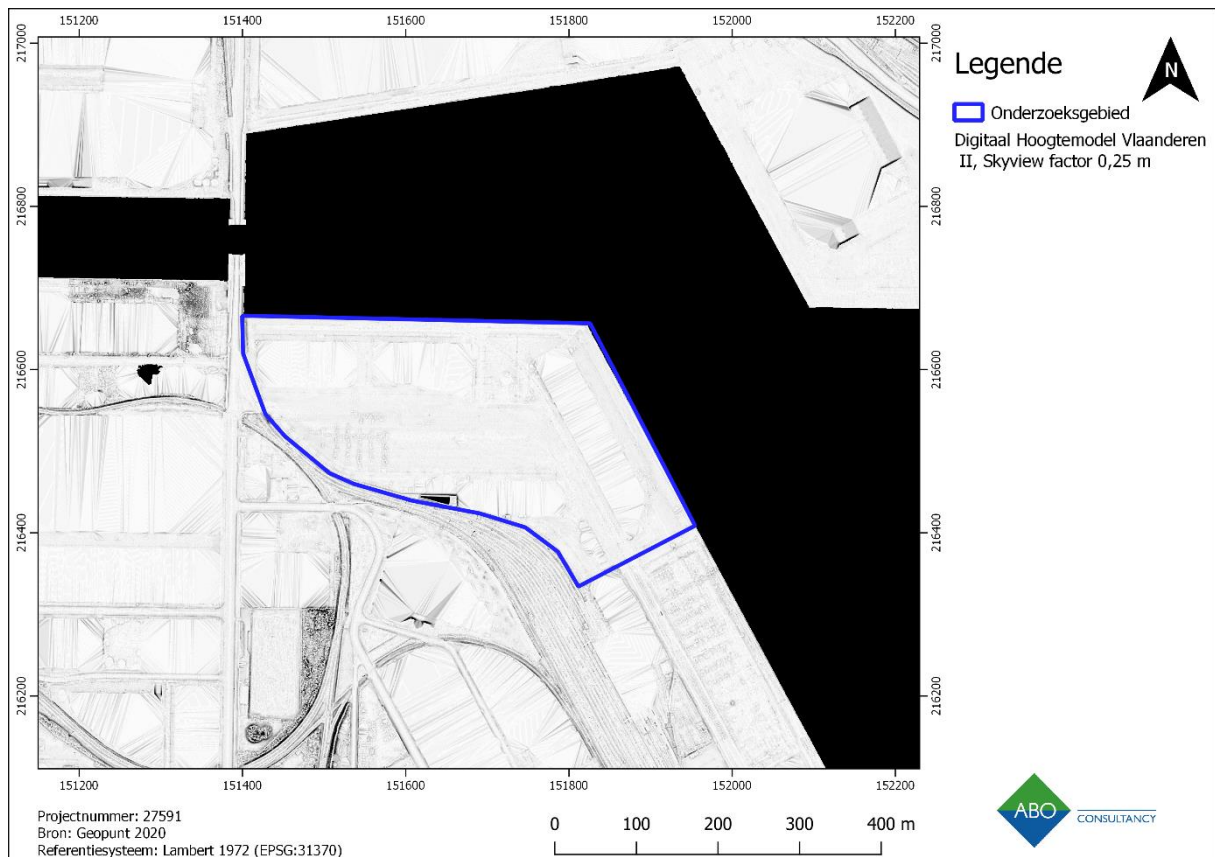 151200 151400 151600 151800 152000 152200
217000 217000
216800 216800
216600 216600
216400 216400
216200 216200
151200 151400 151600 151800 152000 152200
Legende
N
Onderzoeksgebied
Digitaal Hoogtemodel Vlaanderen
II, Skyview factor 0,25 m
Projectnummer: 27591
Bron: Geopunt 2020
Referentiesysteem: Lambert 1972 (EPSG:31370)
0 100 200 300 400 m
ABO
CONSULTANCY